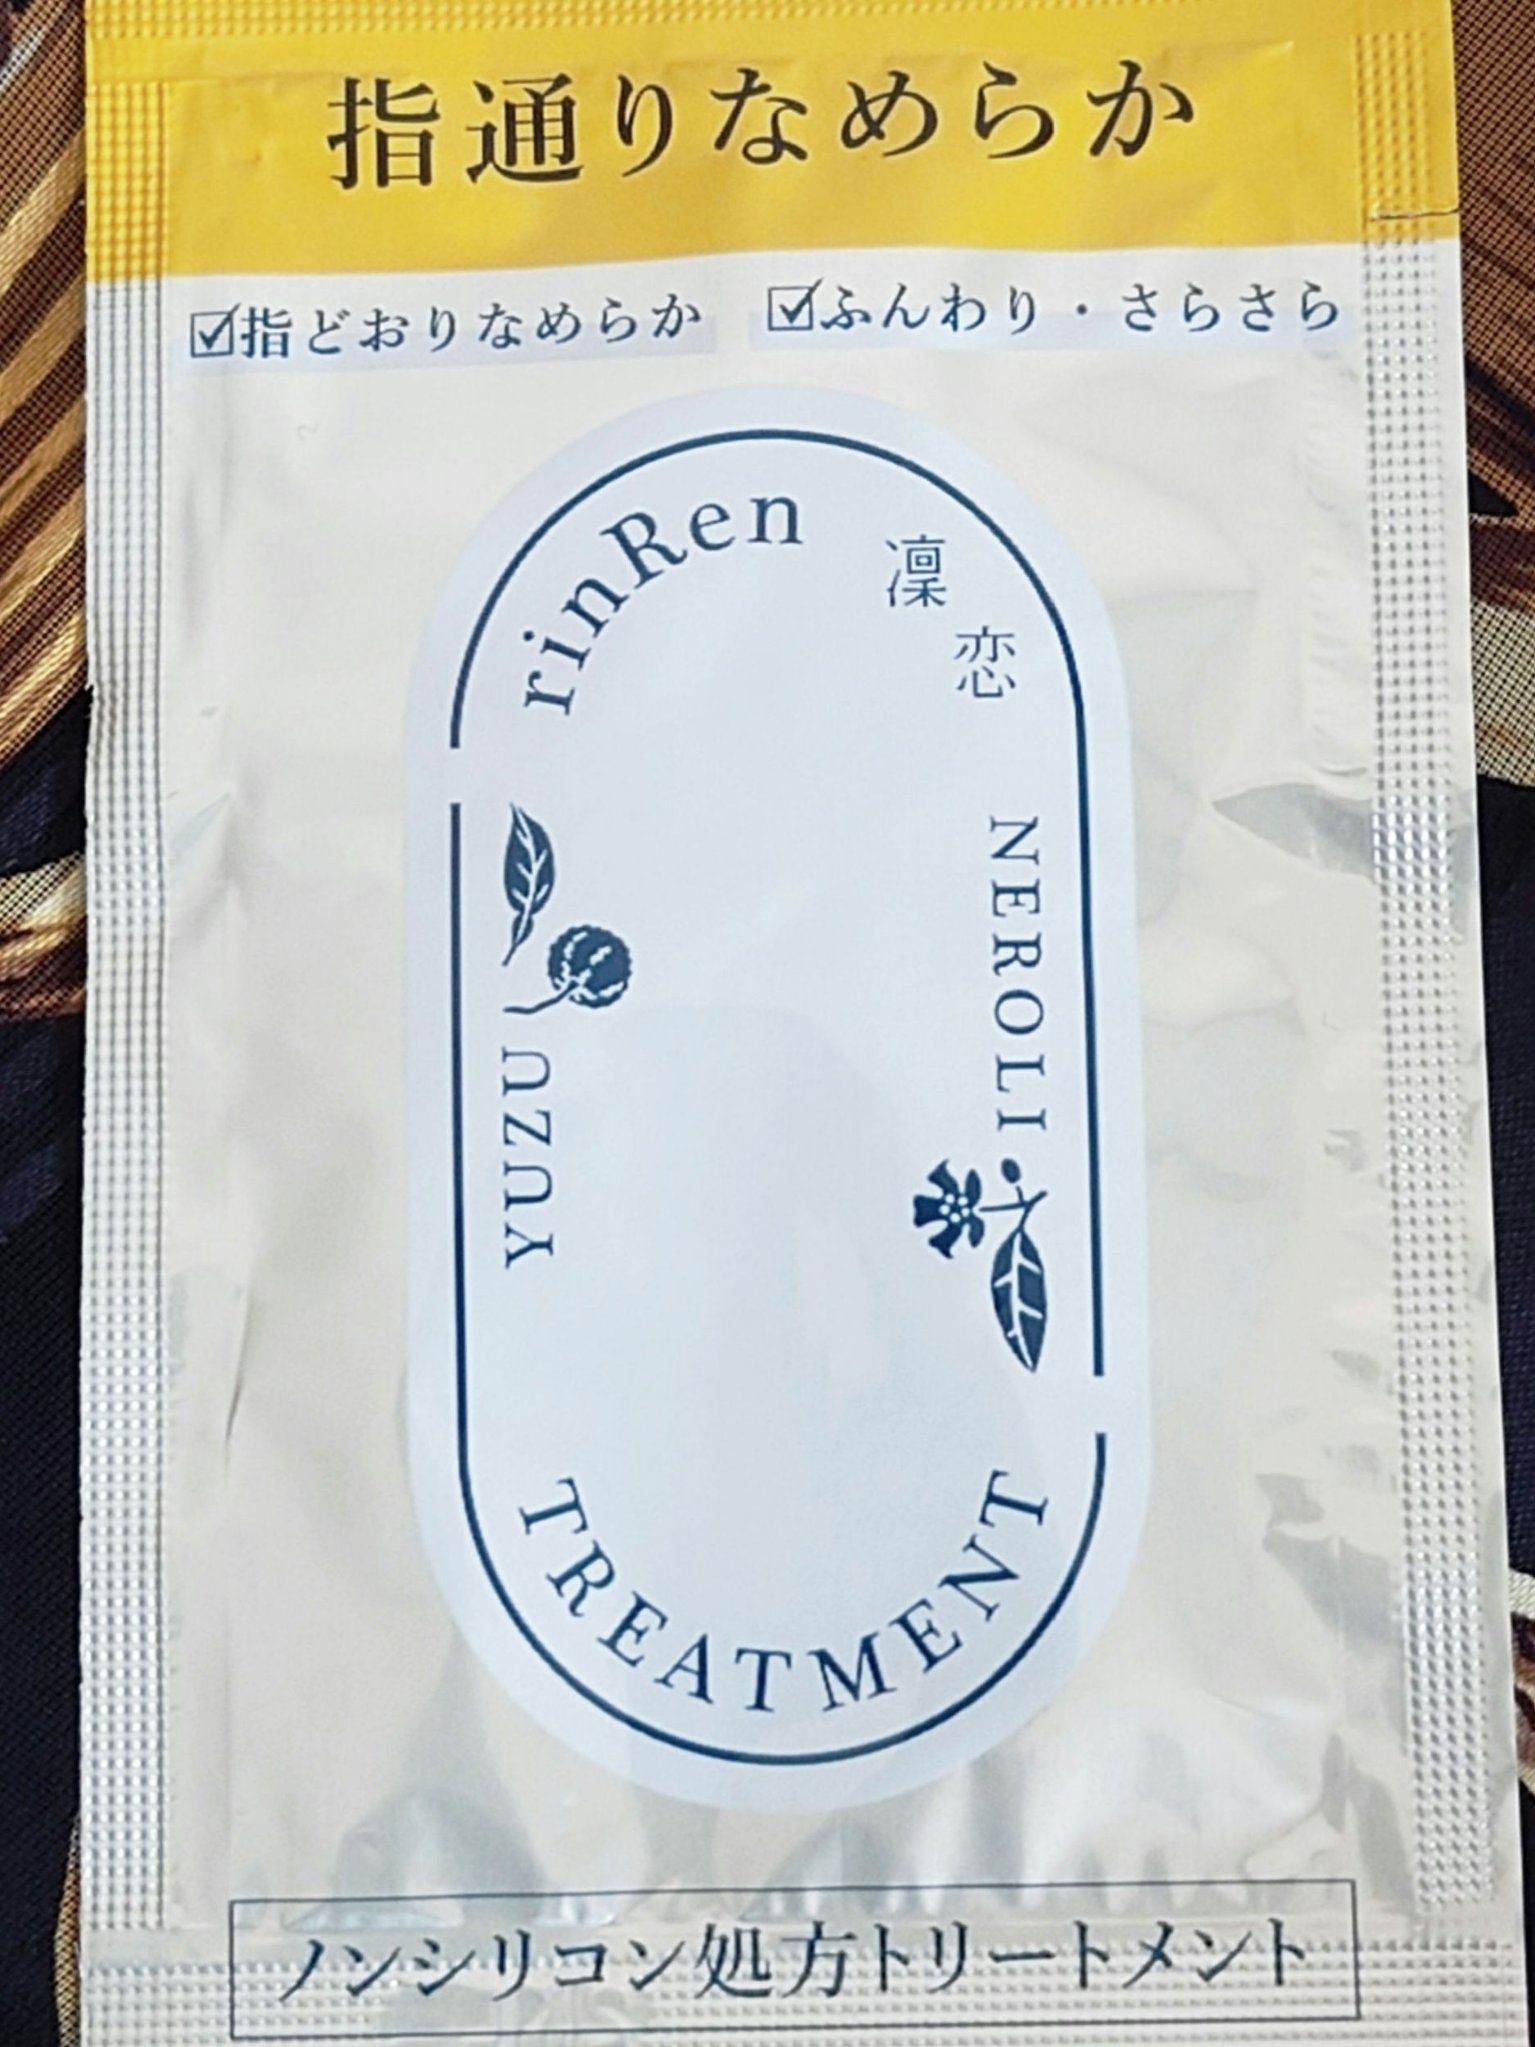 指通りなめらか
☑指どおりなめらか ☑ふんわり・さらさら
rinRen 凜恋
YUZU
NEROLI
TREATMENT
ノンシリコン処方トリートメント